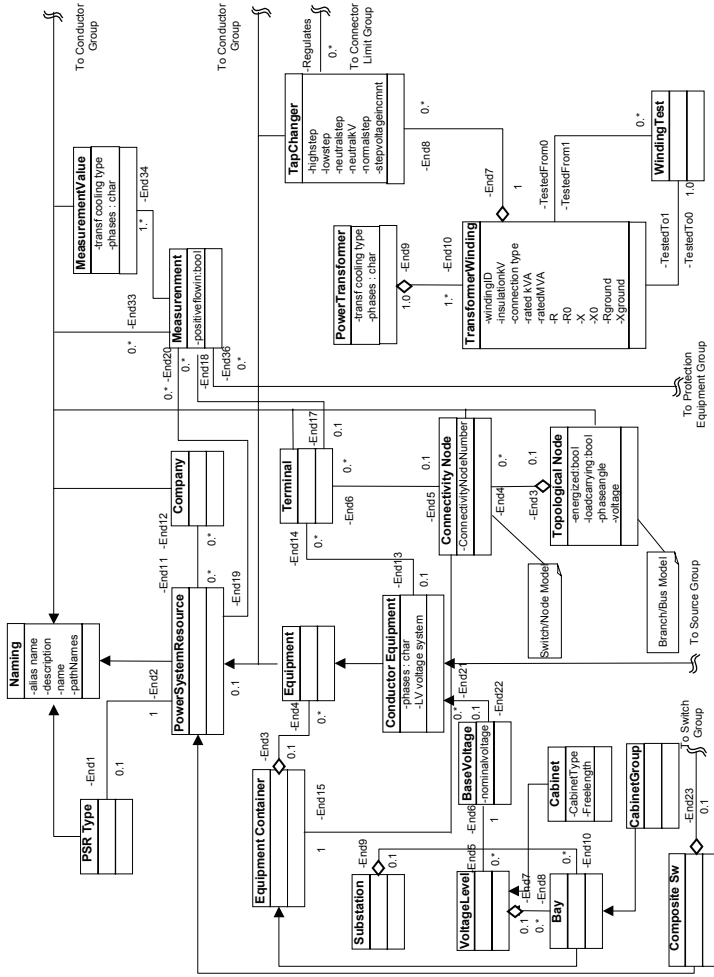 To Conductor
Group
To Conductor
Group
To Connector
Limit Group
Naming
-alias name
-description
-name
-pathNames
PSR Type
-End1
0.1
-End2
1
PowerSystemResource
-End11
0.*
-End12
0.*
Company
-End19
0.1
MeasurementValue
-transf cooling type
-phases : char
-End34
1.*
-End33
0.*
Measurenment
-positiveflowin:bool
-End20
0.*
0.*
-End18
-End36
0.*
TapChanger
-highstep
-lowstep
-neutralstep
-neutralkV
-normalstep
-stepvoltageincmnt
-Regulates
0.*
0.*
-End8
-End7
1
PowerTransformer
-transf cooling type
-phases : char
-End9
1.0
-End10
1.*
TransformerWinding
-windingID
-insulationkV
-connection type
-rated kVA
-ratedMVA
-R
-R0
-X
-X0
-Rground
-Xground
-TestedFrom0
-TestedFrom1
0.*
WindingTest
1.0
-TestedTo1
-TestedTo0
To Protection
Equipment Group
Equipment Container
-End3
0.1
-End4
0.*
Equipment
-End15
1
Terminal
-End14
0.*
-End17
0.1
-End6
0.*
Conductor Equipment
-phases : char
-LV voltage system
-End13
0.1
-End5
0.1
Connectivity Node
-ConnectivityNodeNumber
-End4
0.*
-End3
0.1
Topological Node
-energized:bool
-loadcarrying:bool
-phaseangle
-voltage
Switch/Node Model
Branch/Bus Model
To Source Group
-End21
0.*
0.1
-End22
BaseVoltage
-nominalvoltage
-End6
1
-End5
0.*
Substation
-End9
0.1
VoltageLevel
-End7
0.1
-End8
0.*
Bay
0.*
-End10
Cabinet
-CabinetType
-Freelength
CabinetGroup
Composite Sw
-End23
0.1
To Switch
Group